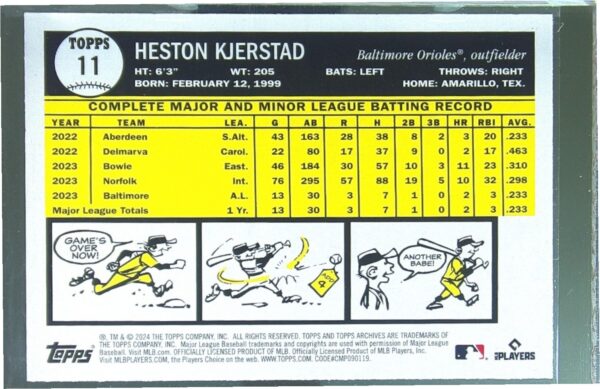 TOPPS
11
HESTON KJERSTAD
Baltimore Orioles®, outfielder
HT: 6'3" WT: 205 BATS: LEFT THROWS: RIGHT
BORN: FEBRUARY 12, 1999 HOME: AMARILLO, TEX.
COMPLETE MAJOR AND MINOR LEAGUE BATTING RECORD
YEAR TEAM LEA. G AB R H 2B 3B HR RBI AVG.
2022 Aberdeen S.Atl. 43 163 28 38 8 2 3 20 .233
2022 Delmarva Carol. 22 80 17 37 9 0 2 17 .463
2023 Bowie East. 46 184 30 57 10 3 11 23 .310
2023 Norfolk Int. 76 295 57 88 19 5 10 32 .298
2023 Baltimore A.L. 13 30 3 7 1 0 2 3 .233
Major League Totals 1 Yr. 13 30 3 7 1 0 2 3 .233
GAME'S
OVER NOW!
4
ANOTHER
BABE!
®, TM & © 2024 THE TOPPS COMPANY, INC. ALL RIGHTS RESERVED. TOPPS AND TOPPS ARCHIVES ARE TRADEMARKS
OF THE TOPPS COMPANY, INC. Major League Baseball trademarks and copyrights are used with permission of Major League
Baseball. Visit MLB.com. OFFICIALLY LICENSED PRODUCT OF MLB. Officially Licensed Product of MLB Players, Inc.
Visit MLBPLAYERS.com, the Players Choice on the web. WWW.TOPPS.COM. CODE#CMP090119.
Topps
PLAYERS